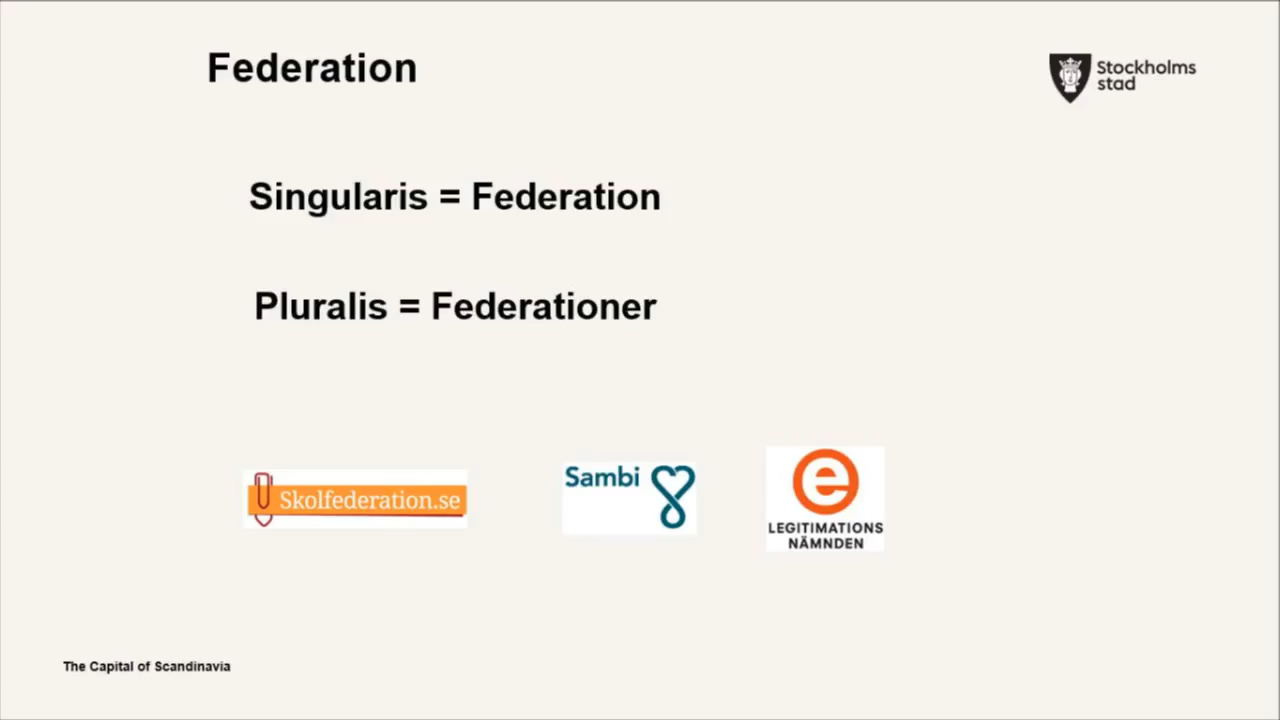 Federation
Stockholms
stad
Singularis = Federation
Pluralis = Federationer
Skolfederation.se
Sambi
e
LEGITIMATIONS
NÄMNDEN
The Capital of Scandinavia